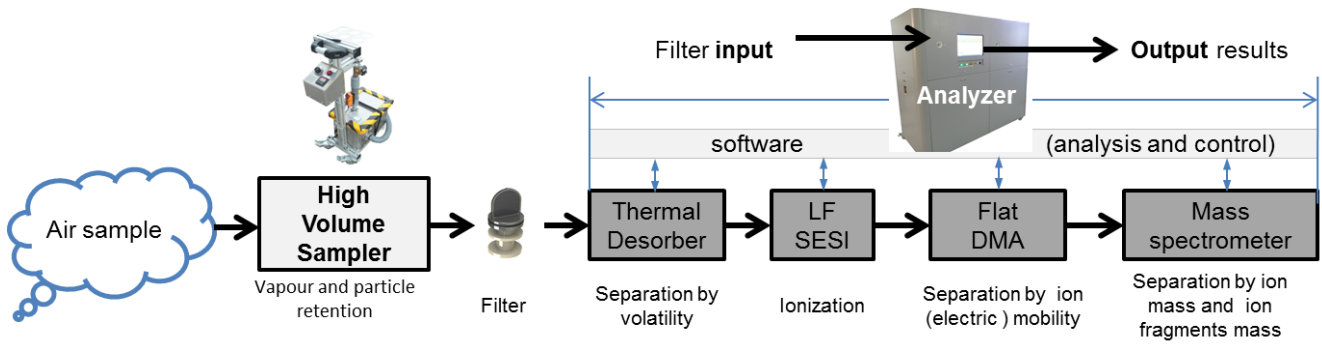 Filter input
Output results
Analyzer
software
(analysis and control)
Air sample
High
Volume
Sampler
Thermal
Desorber
LF
SESI
Flat
DMA
Mass
spectrometer
Vapour and particle
retention
Filter
Separation by
volatility
Ionization
Separation by ion
(electric ) mobility
Separation by ion
mass and ion
fragments mass